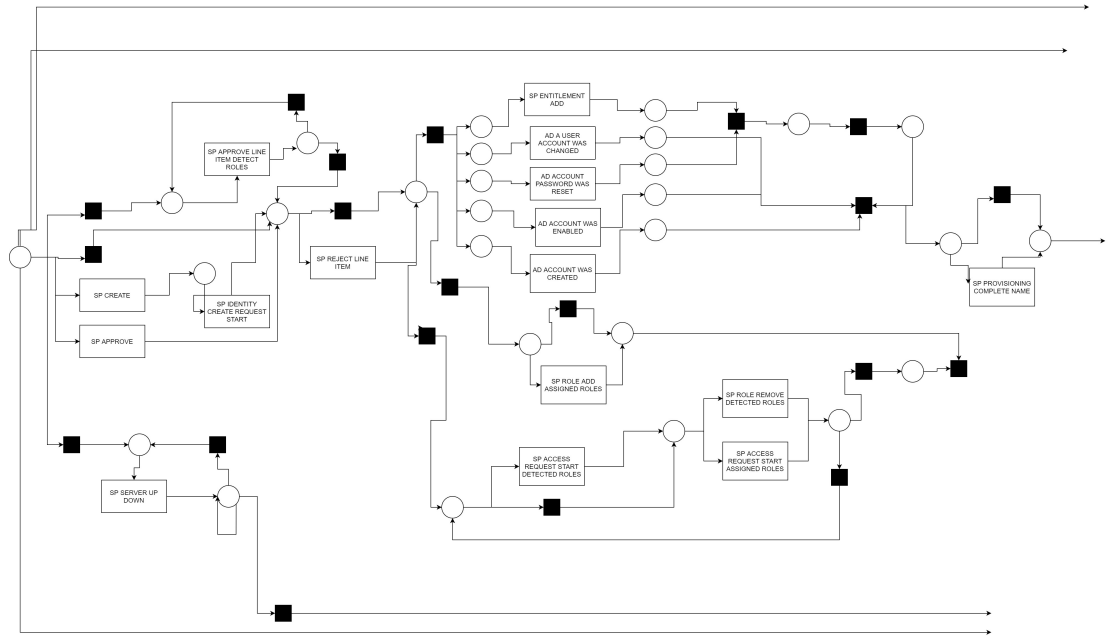 SP ENTITLEMENT
ADD
AD A USER
ACCOUNT WAS
CHANGED
SP APPROVE LINE
ITEM DETECT
ROLES
AD ACCOUNT
PASSWORD WAS
RESET
AD ACCOUNT WAS
ENABLED
SP REJECT LINE
ITEM
AD ACCOUNT WAS
CREATED
SP PROVISIONING
COMPLETE NAME
SP CREATE
SP IDENTITY
CREATE REQUEST
START
SP APPROVE
SP ROLE ADD
ASSIGNED ROLES
SP ROLE REMOVE
DETECTED ROLES
SP ACCESS
REQUEST START
DETECTED ROLES
SP ACCESS
REQUEST START
ASSIGNED ROLES
SP SERVER UP
DOWN